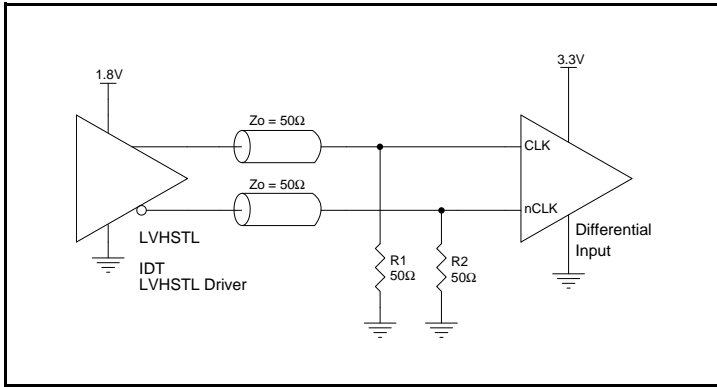 1.8V
3.3V
Zo = 50Ω
CLK
Zo = 50Ω
nCLK
LVHSTL
IDT
LVHSTL Driver
R1
50Ω
R2
50Ω
Differential
Input